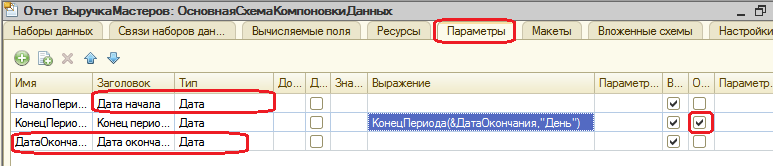 Отчет ВыручкаМастеров: ОсновнаяСхемаКомпоновкиДанных
Наборы данных Связи наборов дан... Вычисляемые поля Ресурсы Параметры Макеты Вложенные схемы Настройки
Имя Заголовок Тип До... Д... Зна... Выражение Параметр... В... О... Параметр...
НачалоПери... Дата начала Дата
КонецПерио... Конец перио... Дата КонецПериода(&ДатаОкончания,"День")
ДатаОконча... Дата оконча... Дата